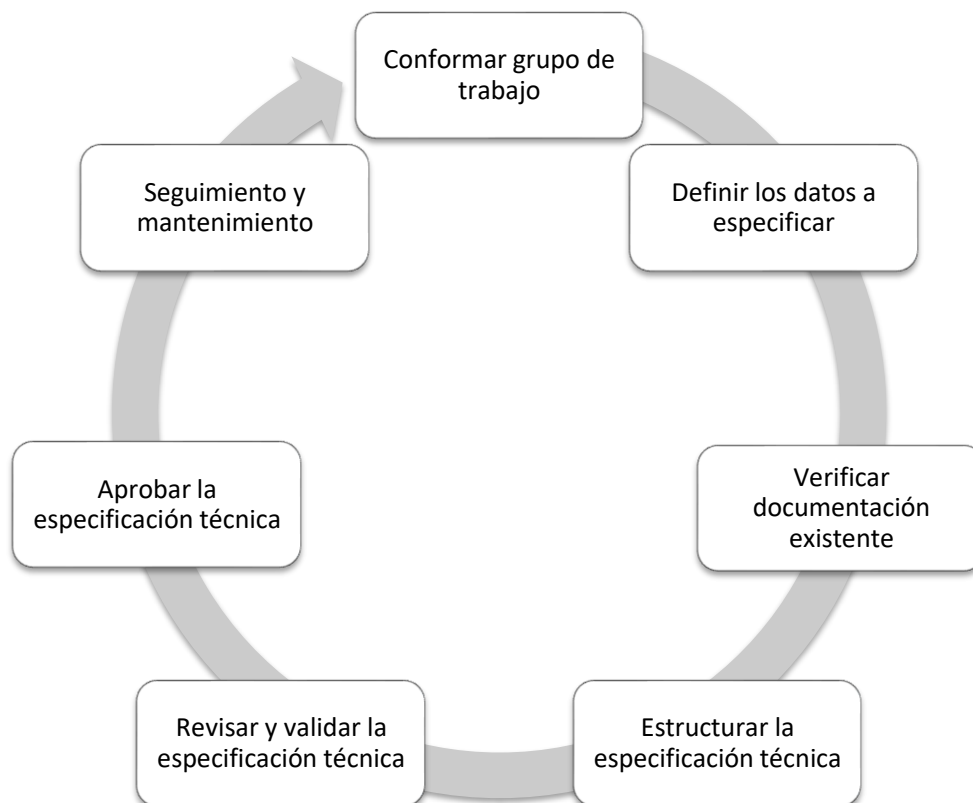 Conformar grupo de
trabajo
Definir los datos a
especificar
Verificar
documentación
existente
Estructurar la
especificación técnica
Revisar y validar la
especificación técnica
Aprobar la
especificación técnica
Seguimiento y
mantenimiento